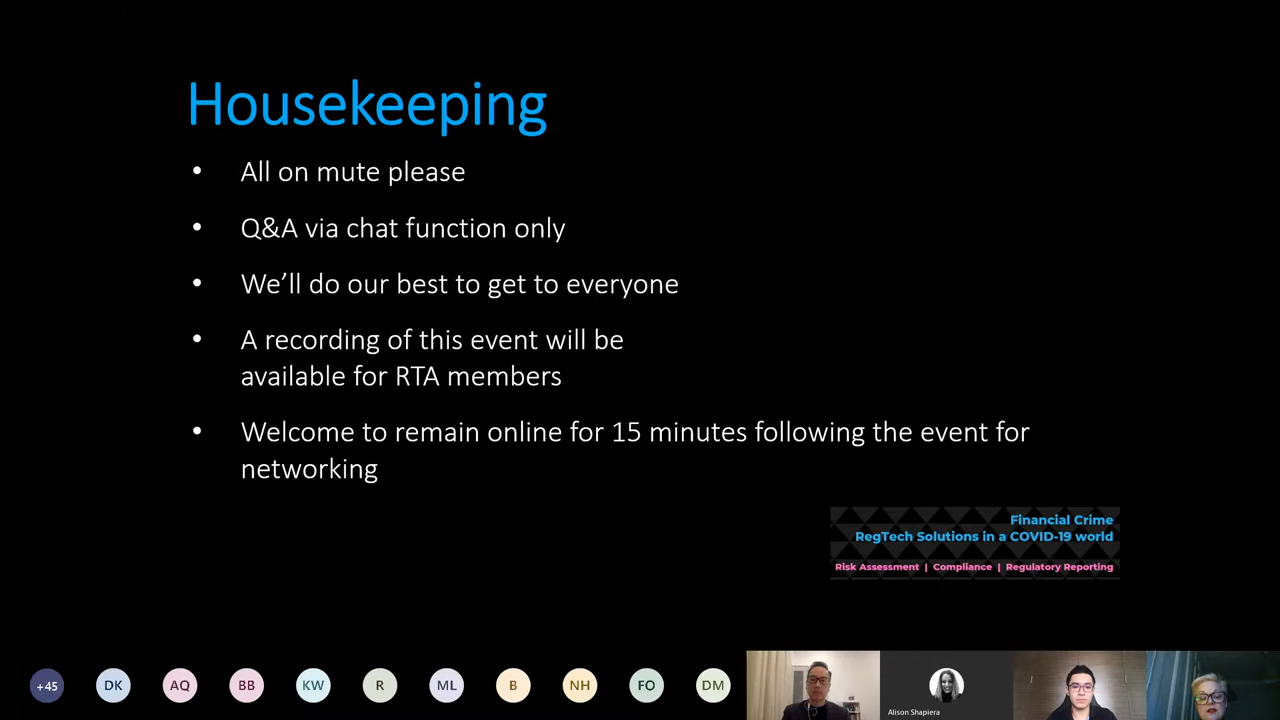 Housekeeping
• All on mute please
• Q&A via chat function only
• We’ll do our best to get to everyone
• A recording of this event will be
available for RTA members
• Welcome to remain online for 15 minutes following the event for
networking
Financial Crime
RegTech Solutions in a COVID-19 world
Risk Assessment | Compliance | Regulatory Reporting
+45 DK AQ BB KW R ML B NH FO DM
Alison Shapiera